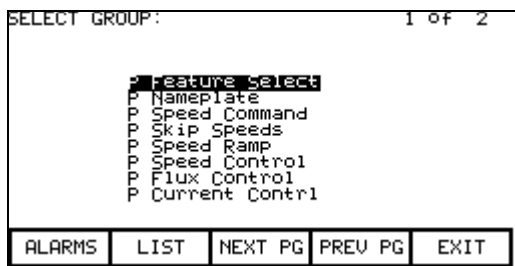 SELECT GROUP: 1 Of 2
P Feature Select
P Nameplate
P Speed Command
P Skip Speeds
P Speed Ramp
P Speed Control
P Flux Control
P Current Contrl
ALARMS LIST NEXT PG PREV PG EXIT